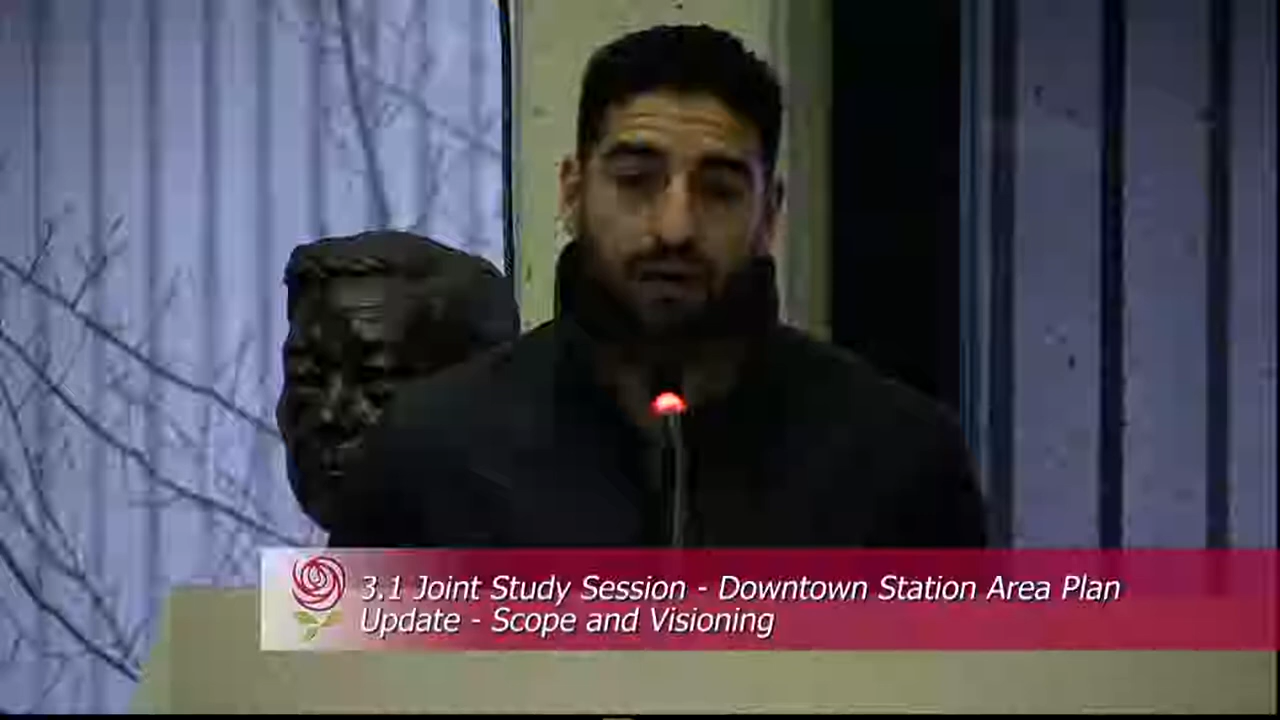 3.1 Joint Study Session - Downtown Station Area Plan
Update - Scope and Visioning